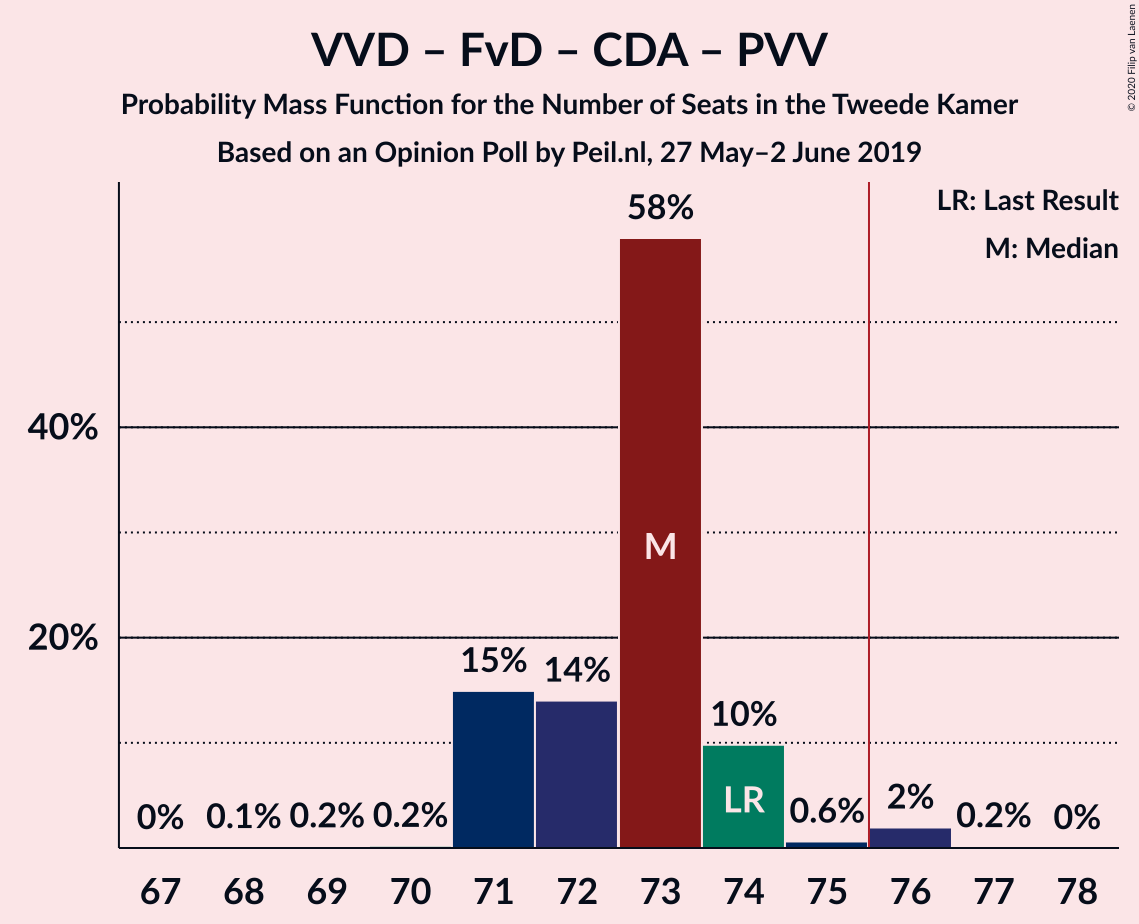 VVD – FvD – CDA – PVV
Probability Mass Function for the Number of Seats in the Tweede Kamer
Based on an Opinion Poll by Peil.nl, 27 May–2 June 2019
© 2020 Filip van Laenen
LR: Last Result
M: Median
58%
40%
M
20%
15% 14%
10%
LR
0% 0.1% 0.2% 0.2% 0.6% 2% 0.2% 0%
67 68 69 70 71 72 73 74 75 76 77 78